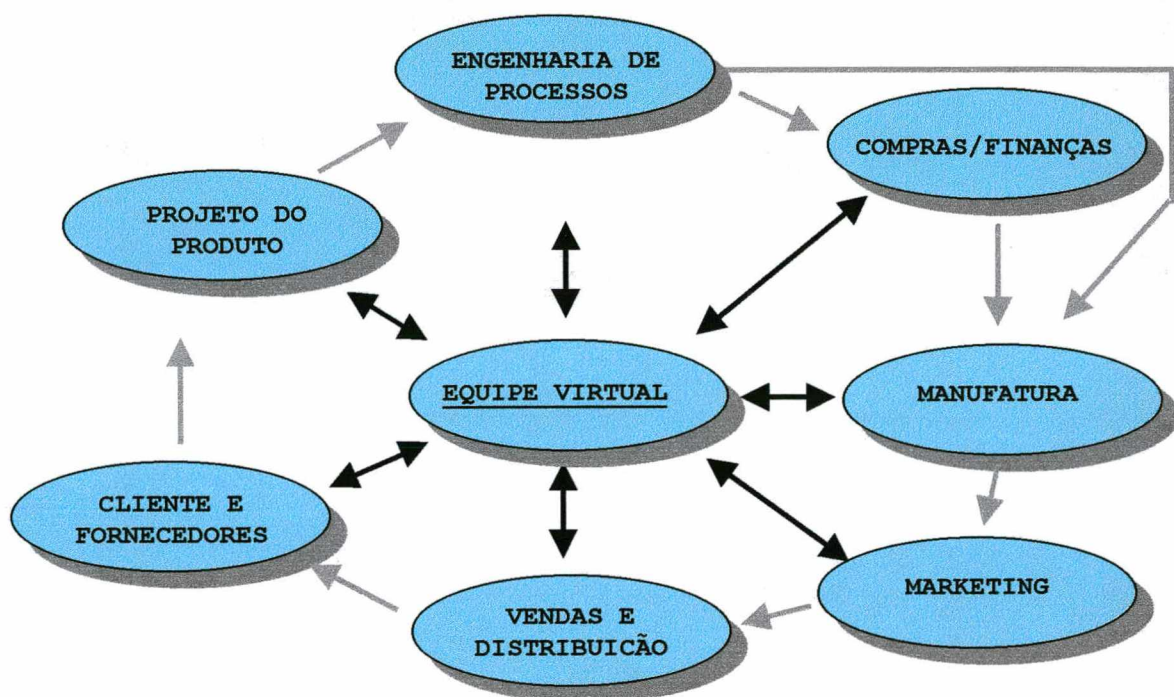 ENGENHARIA DE
PROCESSOS
COMPRAS/FINANÇAS
PROJETO DO
PRODUTO
EQUIPE VIRTUAL
MANUFATURA
CLIENTE E
FORNECEDORES
MARKETING
VENDAS E
DISTRIBUICÃO